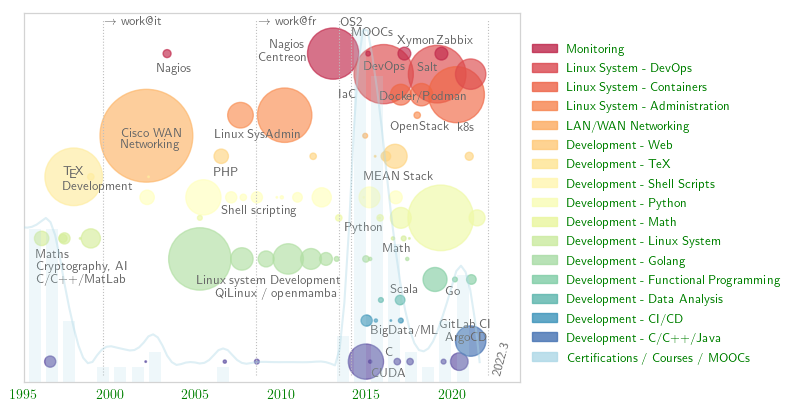 → work@it
→ work@fr
OS2
MOOCs
Nagios
Centreon
Xymon
Zabbix
Nagios
DevOps
Salt
IaC
Docker/Podman
Cisco WAN
Networking
Linux SysAdmin
OpenStack
k8s
TEX
Development
PHP
MEAN Stack
Shell scripting
Python
Maths
Cryptography, AI
C/C++/MatLab
Math
Linux system Development
QiLinux / openmamba
Scala
Go
BigData/ML
GitLab CI
ArgoCD
C
CUDA
2022.3
1995
2000
2005
2010
2015
2020
Monitoring
Linux System - DevOps
Linux System - Containers
Linux System - Administration
LAN/WAN Networking
Development - Web
Development - TeX
Development - Shell Scripts
Development - Python
Development - Math
Development - Linux System
Development - Golang
Development - Functional Programming
Development - Data Analysis
Development - CI/CD
Development - C/C++/Java
Certifications / Courses / MOOCs